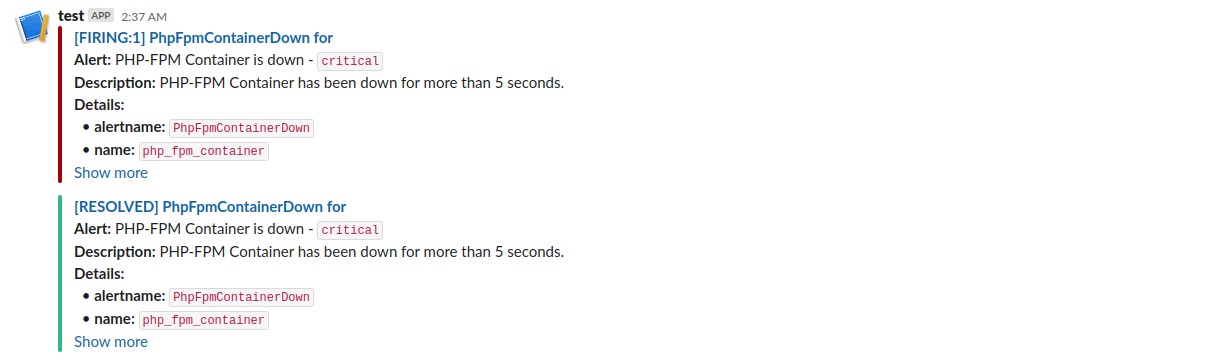 test APP 2:37 AM
[FIRING:1] PhpFpmContainerDown for
Alert: PHP-FPM Container is down - critical
Description: PHP-FPM Container has been down for more than 5 seconds.
Details:
• alertname: PhpFpmContainerDown
• name: php_fpm_container
Show more
[RESOLVED] PhpFpmContainerDown for
Alert: PHP-FPM Container is down - critical
Description: PHP-FPM Container has been down for more than 5 seconds.
Details:
• alertname: PhpFpmContainerDown
• name: php_fpm_container
Show more